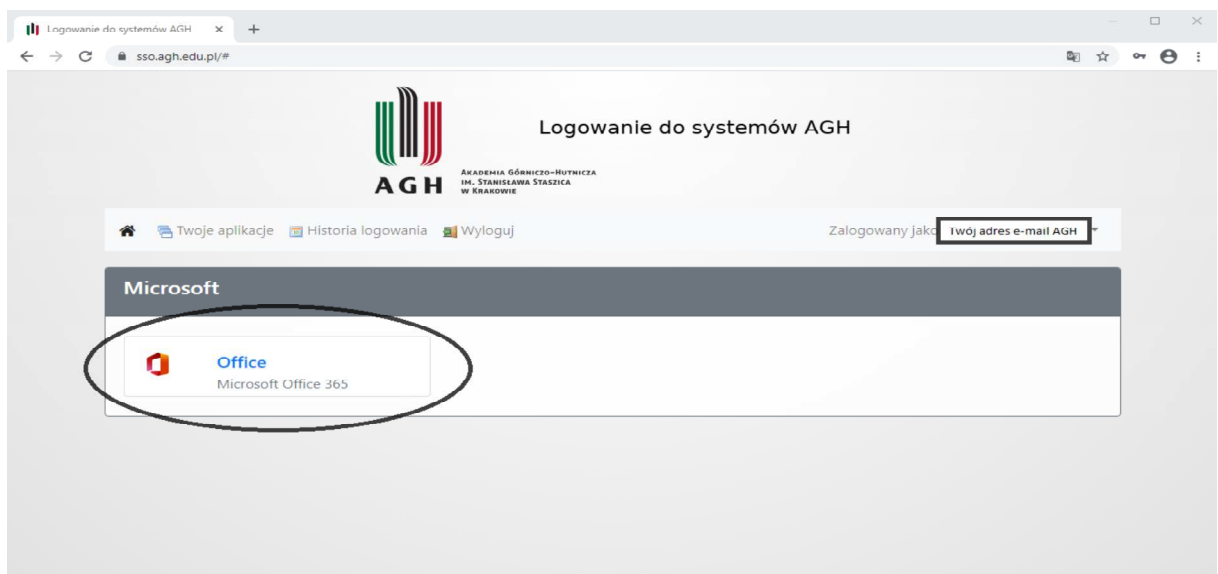 Logowanie do systemów AGH
sso.agh.edu.pl/#
Logowanie do systemów AGH
AGH
Akademia Górniczo-Hutnicza
im. Stanisława Staszica
w Krakowie
Twoje aplikacje Historia logowania Wyloguj Zalogowany jako Twój adres e-mail AGH
Microsoft
Office
Microsoft Office 365